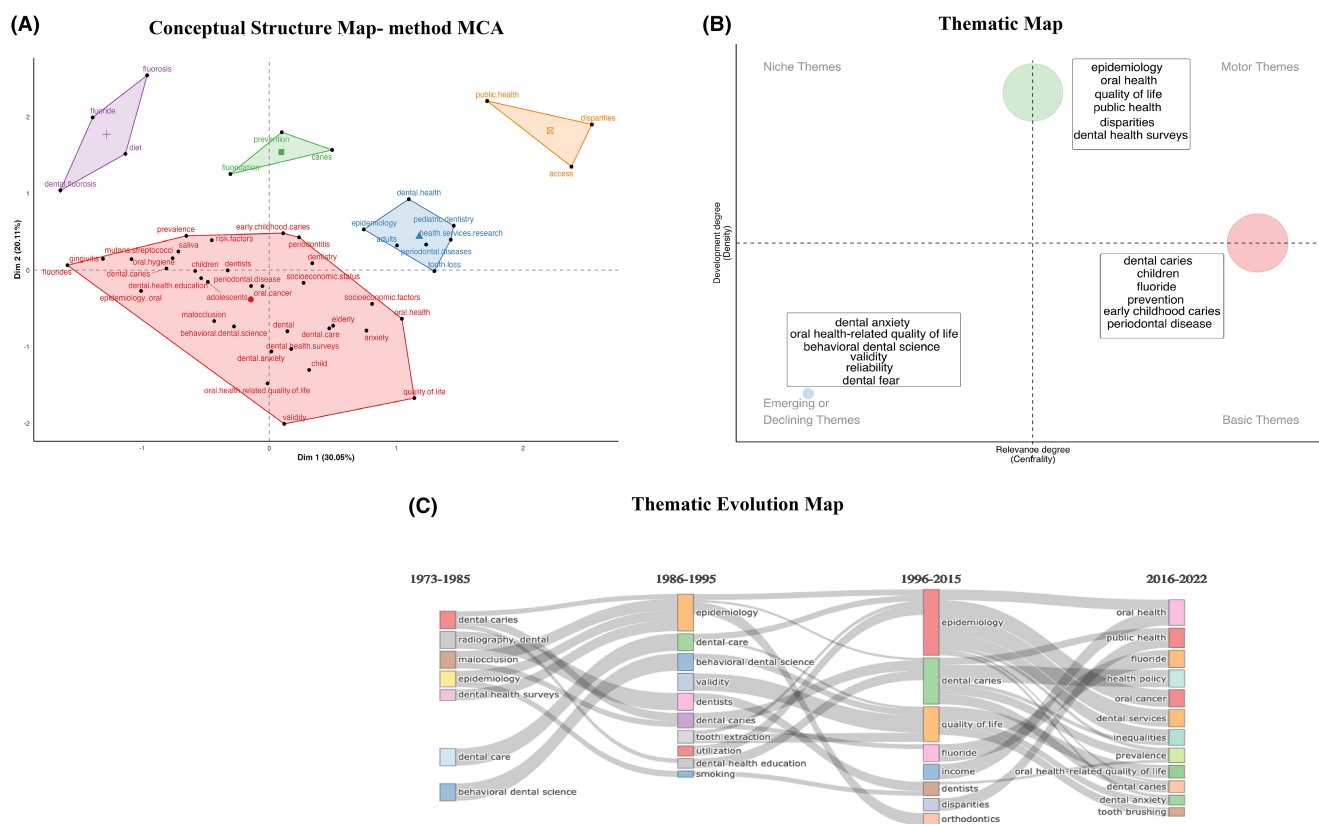 (A)
Conceptual Structure Map- method MCA
fluorosis
fluoride
diet
dental.fluorosis
prevention
fluoridation
caries
public.health
disparities
access
dental.health
epidemiology
pediatric.dentistry
adults
health.services.research
periodontal.diseases
tooth.loss
prevalence
early.childhood.caries
risk.factors
periodontitis
mutans.streptococci
saliva
gingivitis
oral.hygiene
dentistry
fluorides
dental.caries
children
dentists
socioeconomic.status
dental.health.education
periodontal.disease
epidemiology..oral
adolescents
oral.cancer
socioeconomic.factors
oral.health
malocclusion
behavioral.dental.science
dental
elderly
dental.care
anxiety
dental.health.surveys
dental.anxiety
child
oral.health.related.quality.of.life
quality.of.life
validity
2
1
0
-1
-2
-1
0
1
2
Dim 2 (20.11%)
Dim 1 (30.05%)
(B)
Thematic Map
Niche Themes
Motor Themes
epidemiology
oral health
quality of life
public health
disparities
dental health surveys
dental caries
children
fluoride
prevention
early childhood caries
periodontal disease
dental anxiety
oral health-related quality of life
behavioral dental science
validity
reliability
dental fear
Emerging or
Declining Themes
Basic Themes
Development degree
(Density)
Relevance degree
(Centrality)
(C)
Thematic Evolution Map
1973-1985
1986-1995
1996-2015
2016-2022
dental caries
radiography, dental
malocclusion
epidemiology
dental health surveys
dental care
behavioral dental science
epidemiology
dental care
behavioral dental science
validity
dentists
dental caries
tooth extraction
utilization
dental health education
smoking
epidemiology
dental caries
quality of life
fluoride
income
dentists
disparities
orthodontics
oral health
public health
fluoride
health policy
oral cancer
dental services
inequalities
prevalence
oral health-related quality of life
dental caries
dental anxiety
tooth brushing